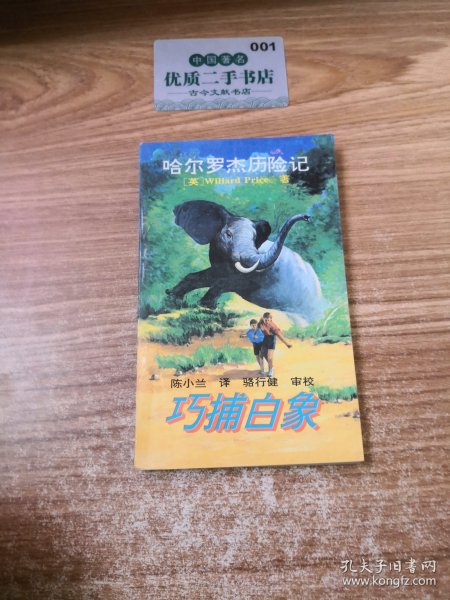 001
中国著名
优质二手书店
古今文献书店
哈尔罗杰历险记
[英]Willard Price 著
陈小兰 译 骆行健 审校
巧捕白象
孔夫子旧书网
www.kongfz.com